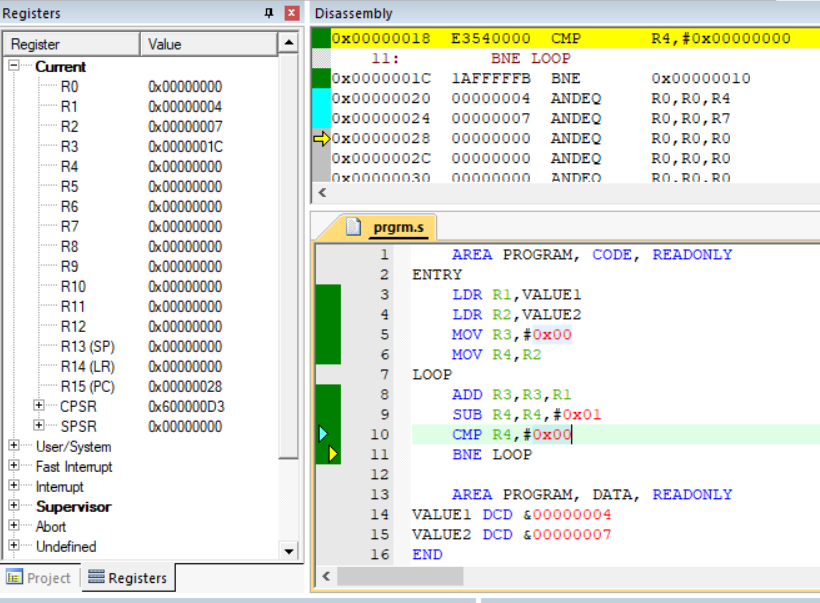 Registers
Register Value
Current
R0 0x00000000
R1 0x00000004
R2 0x00000007
R3 0x0000001C
R4 0x00000000
R5 0x00000000
R6 0x00000000
R7 0x00000000
R8 0x00000000
R9 0x00000000
R10 0x00000000
R11 0x00000000
R12 0x00000000
R13 (SP) 0x00000000
R14 (LR) 0x00000000
R15 (PC) 0x00000028
CPSR 0x600000D3
SPSR 0x00000000
User/System
Fast Interrupt
Interrupt
Supervisor
Abort
Undefined
Project Registers
Disassembly
0x00000018 E3540000 CMP R4,#0x00000000
11: BNE LOOP
0x0000001C 1AFFFFFB BNE 0x00000010
0x00000020 00000004 ANDEQ R0,R0,R4
0x00000024 00000007 ANDEQ R0,R0,R7
0x00000028 00000000 ANDEQ R0,R0,R0
0x0000002C 00000000 ANDEQ R0,R0,R0
0x00000030 00000000 ANDEQ R0,R0,R0
prgrm.s
1 AREA PROGRAM, CODE, READONLY
2 ENTRY
3 LDR R1,VALUE1
4 LDR R2,VALUE2
5 MOV R3,#0x00
6 MOV R4,R2
7 LOOP
8 ADD R3,R3,R1
9 SUB R4,R4,#0x01
10 CMP R4,#0x00
11 BNE LOOP
12
13 AREA PROGRAM, DATA, READONLY
14 VALUE1 DCD &00000004
15 VALUE2 DCD &00000007
16 END